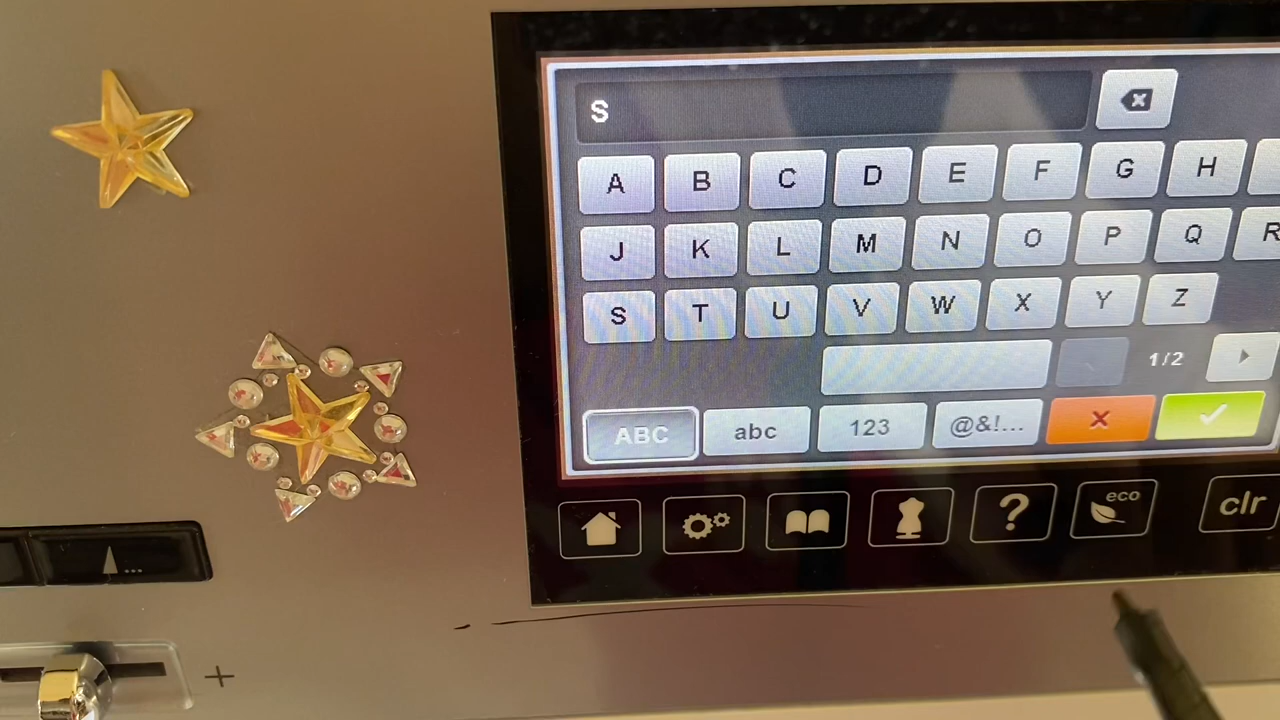 S
A B C D E F G H
J K L M N O P Q R
S T U V W X Y Z
1/2
ABC abc 123 @&!...
? eco clr